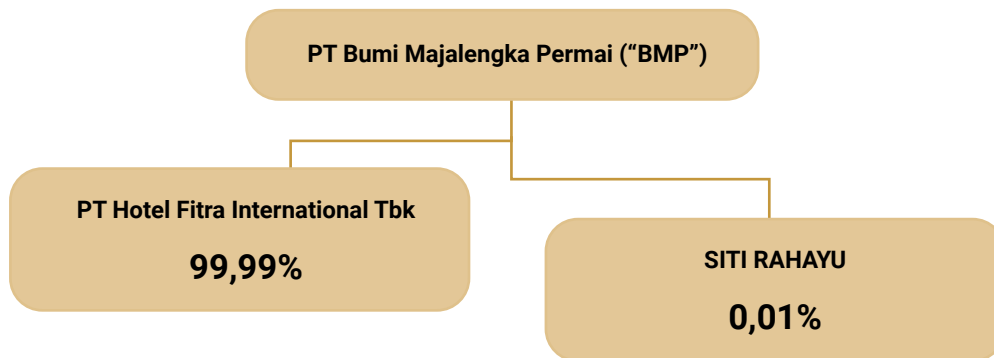 PT Bumi Majalengka Permai (“BMP”)
PT Hotel Fitra International Tbk
99,99%
SITI RAHAYU
0,01%